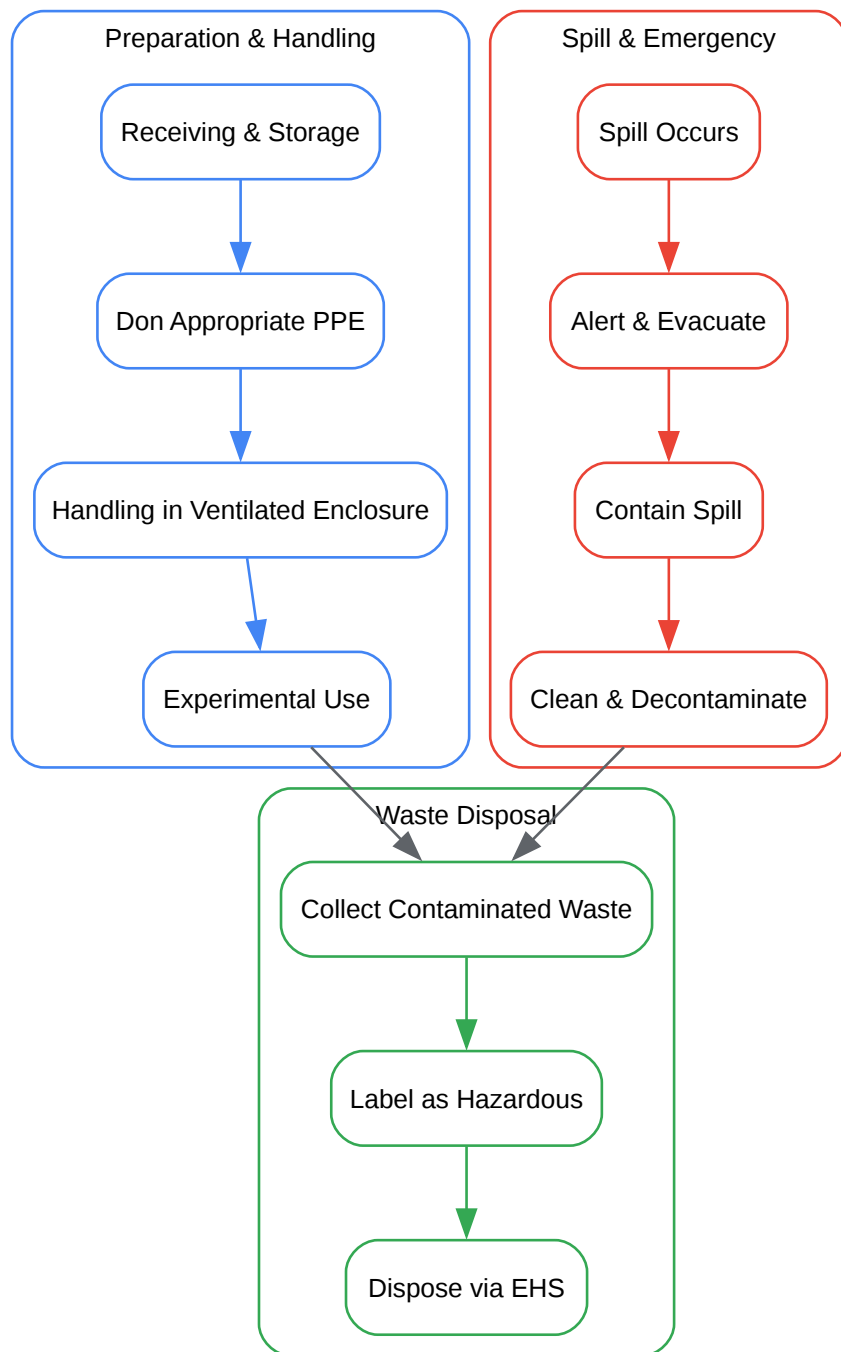 Preparation & Handling
Receiving & Storage
Don Appropriate PPE
Handling in Ventilated Enclosure
Experimental Use
Spill & Emergency
Spill Occurs
Alert & Evacuate
Contain Spill
Clean & Decontaminate
Waste Disposal
Collect Contaminated Waste
Label as Hazardous
Dispose via EHS